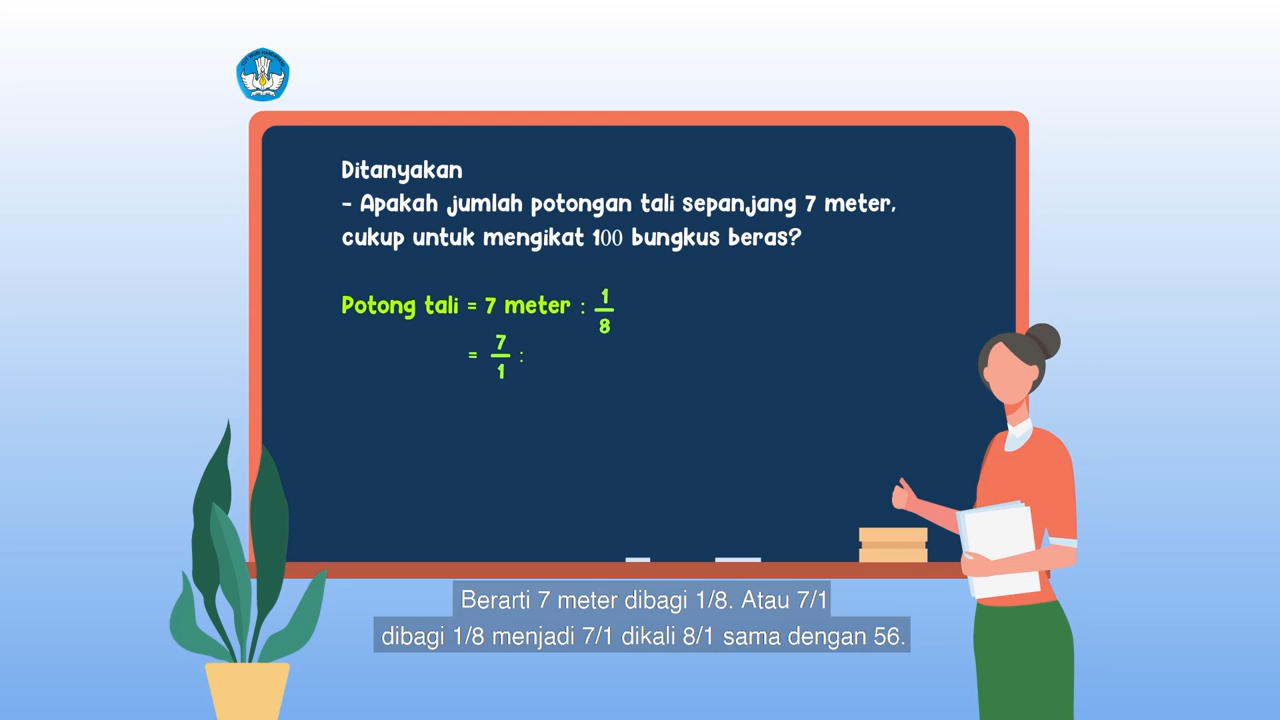 Ditanyakan
- Apakah jumlah potongan tali sepanjang 7 meter,
cukup untuk mengikat 100 bungkus beras?
Potong tali = 7 meter : 1/8
= 7/1 :
Berarti 7 meter dibagi 1/8. Atau 7/1
dibagi 1/8 menjadi 7/1 dikali 8/1 sama dengan 56.